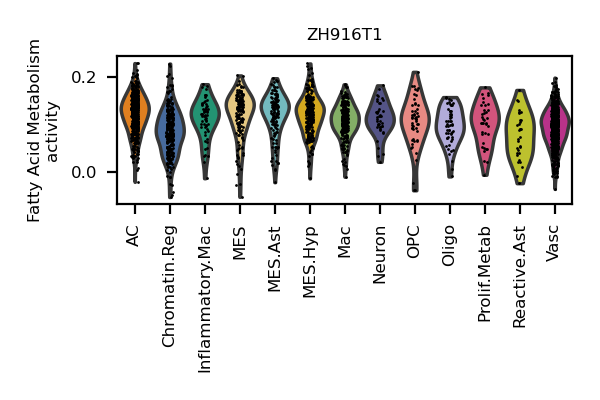 ZH916T1
Fatty Acid Metabolism
activity
0.2
0.0
AC
Chromatin.Reg
Inflammatory.Mac
MES
MES.Ast
MES.Hyp
Mac
Neuron
OPC
Oligo
Prolif.Metab
Reactive.Ast
Vasc